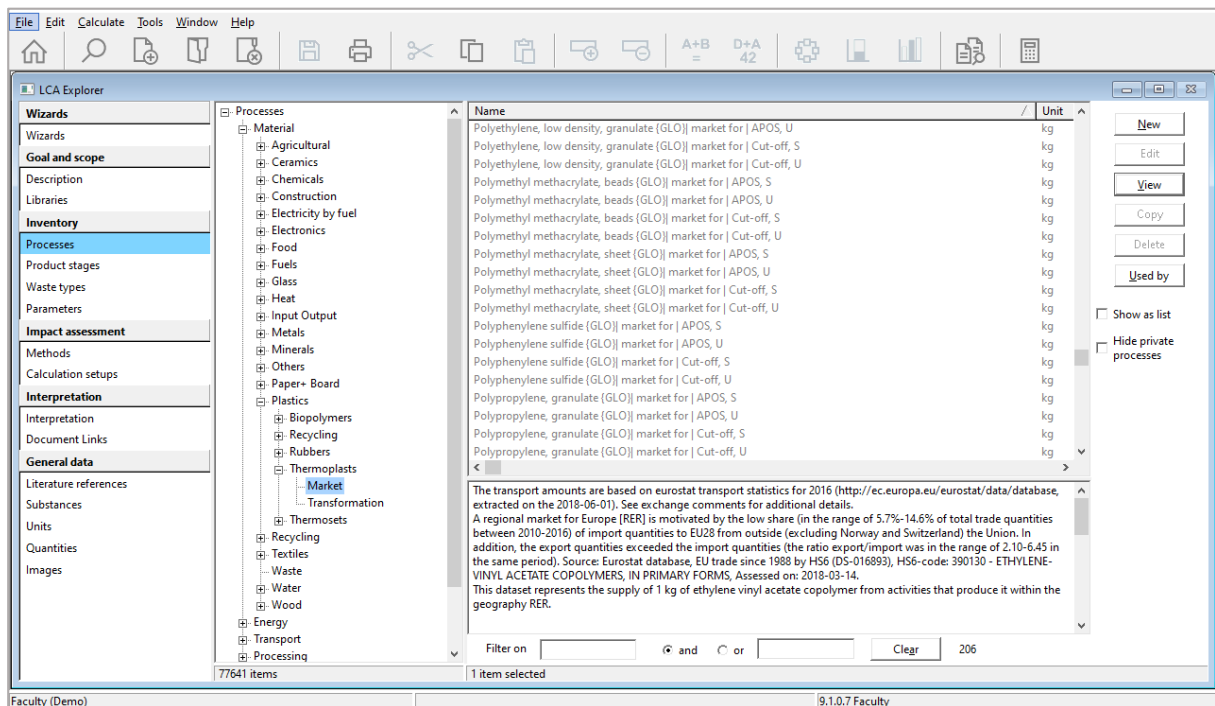 File Edit Calculate Tools Window Help
A+B
=
D+A
42
LCA Explorer
Wizards
Wizards
Goal and scope
Description
Libraries
Inventory
Processes
Product stages
Waste types
Parameters
Impact assessment
Methods
Calculation setups
Interpretation
Interpretation
Document Links
General data
Literature references
Substances
Units
Quantities
Images
Processes
Material
Agricultural
Ceramics
Chemicals
Construction
Electricity by fuel
Electronics
Food
Fuels
Glass
Heat
Input Output
Metals
Minerals
Others
Paper+ Board
Plastics
Biopolymers
Recycling
Rubbers
Thermoplasts
Market
Transformation
Thermosets
Recycling
Textiles
Waste
Water
Wood
Energy
Transport
Processing
77641 items
Name / Unit
Polyethylene, low density, granulate {GLO}| market for | APOS, U kg
Polyethylene, low density, granulate {GLO}| market for | Cut-off, S kg
Polyethylene, low density, granulate {GLO}| market for | Cut-off, U kg
Polymethyl methacrylate, beads {GLO}| market for | APOS, S kg
Polymethyl methacrylate, beads {GLO}| market for | APOS, U kg
Polymethyl methacrylate, beads {GLO}| market for | Cut-off, S kg
Polymethyl methacrylate, beads {GLO}| market for | Cut-off, U kg
Polymethyl methacrylate, sheet {GLO}| market for | APOS, S kg
Polymethyl methacrylate, sheet {GLO}| market for | APOS, U kg
Polymethyl methacrylate, sheet {GLO}| market for | Cut-off, S kg
Polymethyl methacrylate, sheet {GLO}| market for | Cut-off, U kg
Polyphenylene sulfide {GLO}| market for | APOS, S kg
Polyphenylene sulfide {GLO}| market for | APOS, U kg
Polyphenylene sulfide {GLO}| market for | Cut-off, S kg
Polyphenylene sulfide {GLO}| market for | Cut-off, U kg
Polypropylene, granulate {GLO}| market for | APOS, S kg
Polypropylene, granulate {GLO}| market for | APOS, U kg
Polypropylene, granulate {GLO}| market for | Cut-off, S kg
Polypropylene, granulate {GLO}| market for | Cut-off, U kg
The transport amounts are based on eurostat transport statistics for 2016 (http://ec.europa.eu/eurostat/data/database,
extracted on the 2018-06-01). See exchange comments for additional details.
A regional market for Europe [RER] is motivated by the low share (in the range of 5.7%-14.6% of total trade quantities
between 2010-2016) of import quantities to EU28 from outside (excluding Norway and Switzerland) the Union. In
addition, the export quantities exceeded the import quantities (the ratio export/import was in the range of 2.10-6.45 in
the same period). Source: Eurostat database, EU trade since 1988 by HS6 (DS-016893), HS6-code: 390130 - ETHYLENE-
VINYL ACETATE COPOLYMERS, IN PRIMARY FORMS, Assessed on: 2018-03-14.
This dataset represents the supply of 1 kg of ethylene vinyl acetate copolymer from activities that produce it within the
geography RER.
Filter on and or Clear 206
1 item selected
New
Edit
View
Copy
Delete
Used by
Show as list
Hide private
processes
Faculty (Demo) 9.1.0.7 Faculty